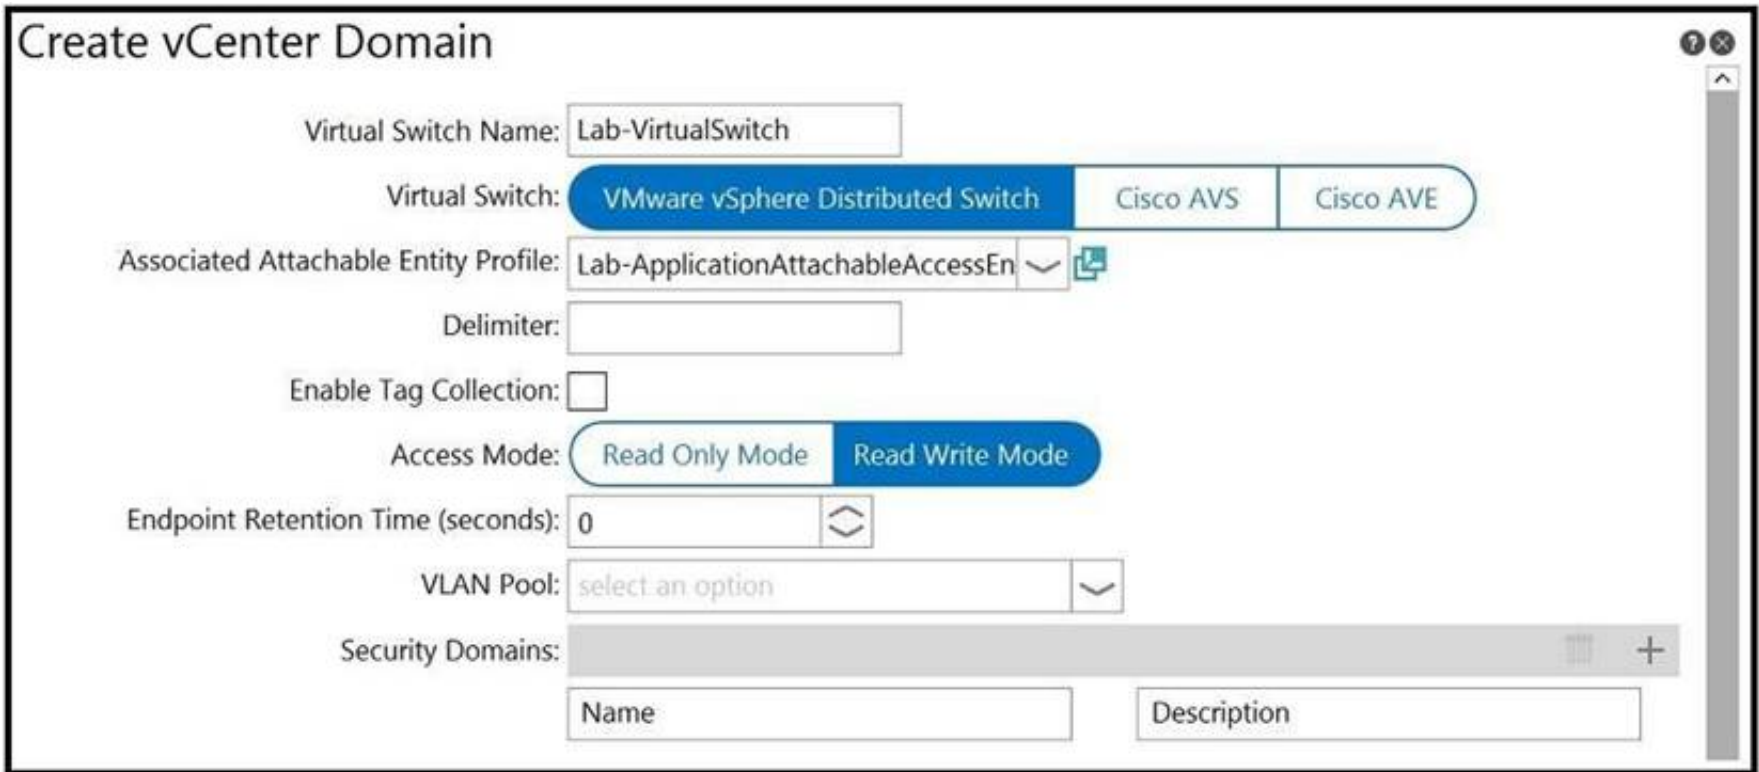 Create vCenter Domain
Virtual Switch Name: Lab-VirtualSwitch
Virtual Switch: VMware vSphere Distributed Switch Cisco AVS Cisco AVE
Associated Attachable Entity Profile: Lab-ApplicationAttachableAccessEn
Delimiter:
Enable Tag Collection:
Access Mode: Read Only Mode Read Write Mode
Endpoint Retention Time (seconds): 0
VLAN Pool: select an option
Security Domains:
Name Description